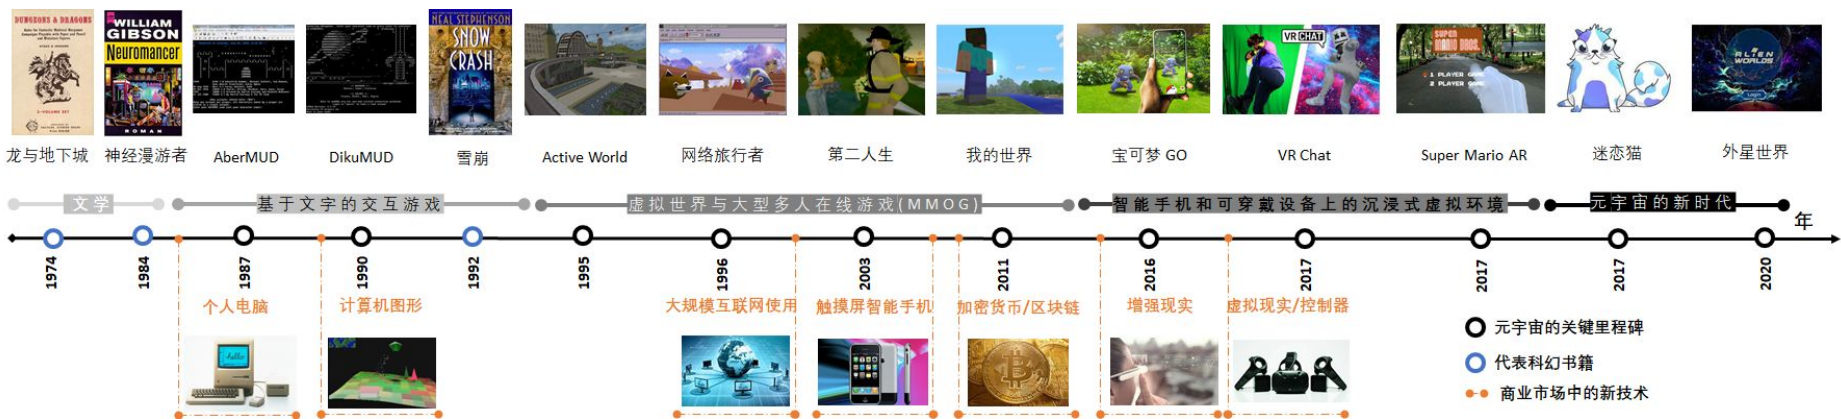 DUNGEONS & DRAGONS
WILLIAM
GIBSON
Neuromancer
ROMAN
NEAL STEPHENSON
SNOW
CRASH
VR CHAT
SUPER
MARIO BROS.
1 PLAYER GAME
2 PLAYER GAME
ALIEN
WORLDS
Login
龙与地下城
神经漫游者
AberMUD
DikuMUD
雪崩
Active World
网络旅行者
第二人生
我的世界
宝可梦 GO
VR Chat
Super Mario AR
迷恋猫
外星世界
文学
基于文字的交互游戏
虚拟世界与大型多人在线游戏(MMOG)
智能手机和可穿戴设备上的沉浸式虚拟环境
元宇宙的新时代
年
1974
1984
1987
1990
1992
1995
1996
2003
2011
2016
2017
2017
2017
2020
个人电脑
计算机图形
大规模互联网使用
触摸屏智能手机
加密货币/区块链
增强现实
虚拟现实/控制器
hello
元宇宙的关键里程碑
代表科幻书籍
商业市场中的新技术